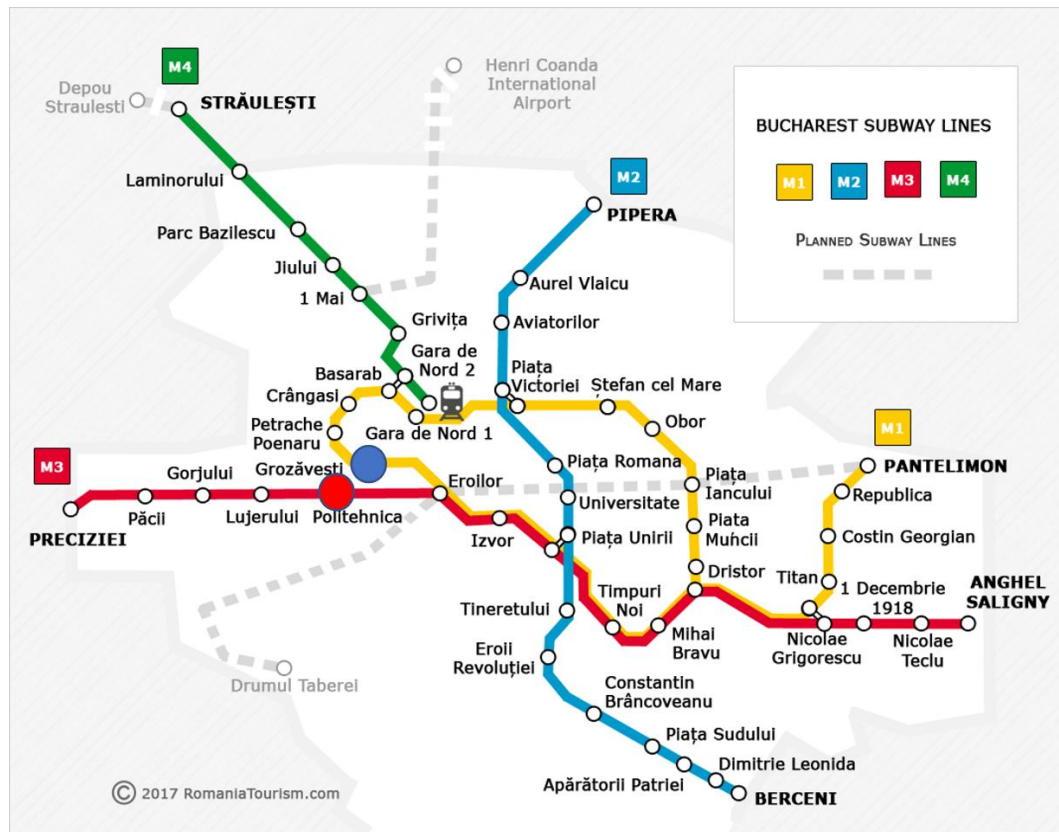 M4
Depou
Straulesti
STRĂULEȘTI
Henri Coanda
International
Airport
BUCHAREST SUBWAY LINES
M1
M2
M3
M4
PLANNED SUBWAY LINES
Laminorului
M2
PIPERA
Parc Bazilescu
Jiului
1 Mai
Aurel Vlaicu
Grivița
Aviatorilor
Gara de
Nord 2
Basarab
Piața
Victoriei
Ștefan cel Mare
Crângasi
Obor
Petrache
Poenaru
Gara de Nord 1
M1
M3
Gorjului
Grozăvești
Eroilor
Piața Romana
PANTELIMON
Piața
Iancului
Republica
Universitate
Păcii
Lujerului
Politehnica
PRECIZIEI
Izvor
Piața Unirii
Piata
Muńcii
Costin Georgian
Dristor
Titan
1 Decembrie
1918
ANGHEL
SALIGNY
Timpuri
Noi
Tineretului
Mihai
Bravu
Nicolae
Grigorescu
Nicolae
Teclu
Eroii
Revoluției
Drumul Taberei
Constantin
Brâncoveanu
Piața Sudului
Dimitrie Leonida
Apărătorii Patriei
BERCENI
© 2017 RomaniaTourism.com